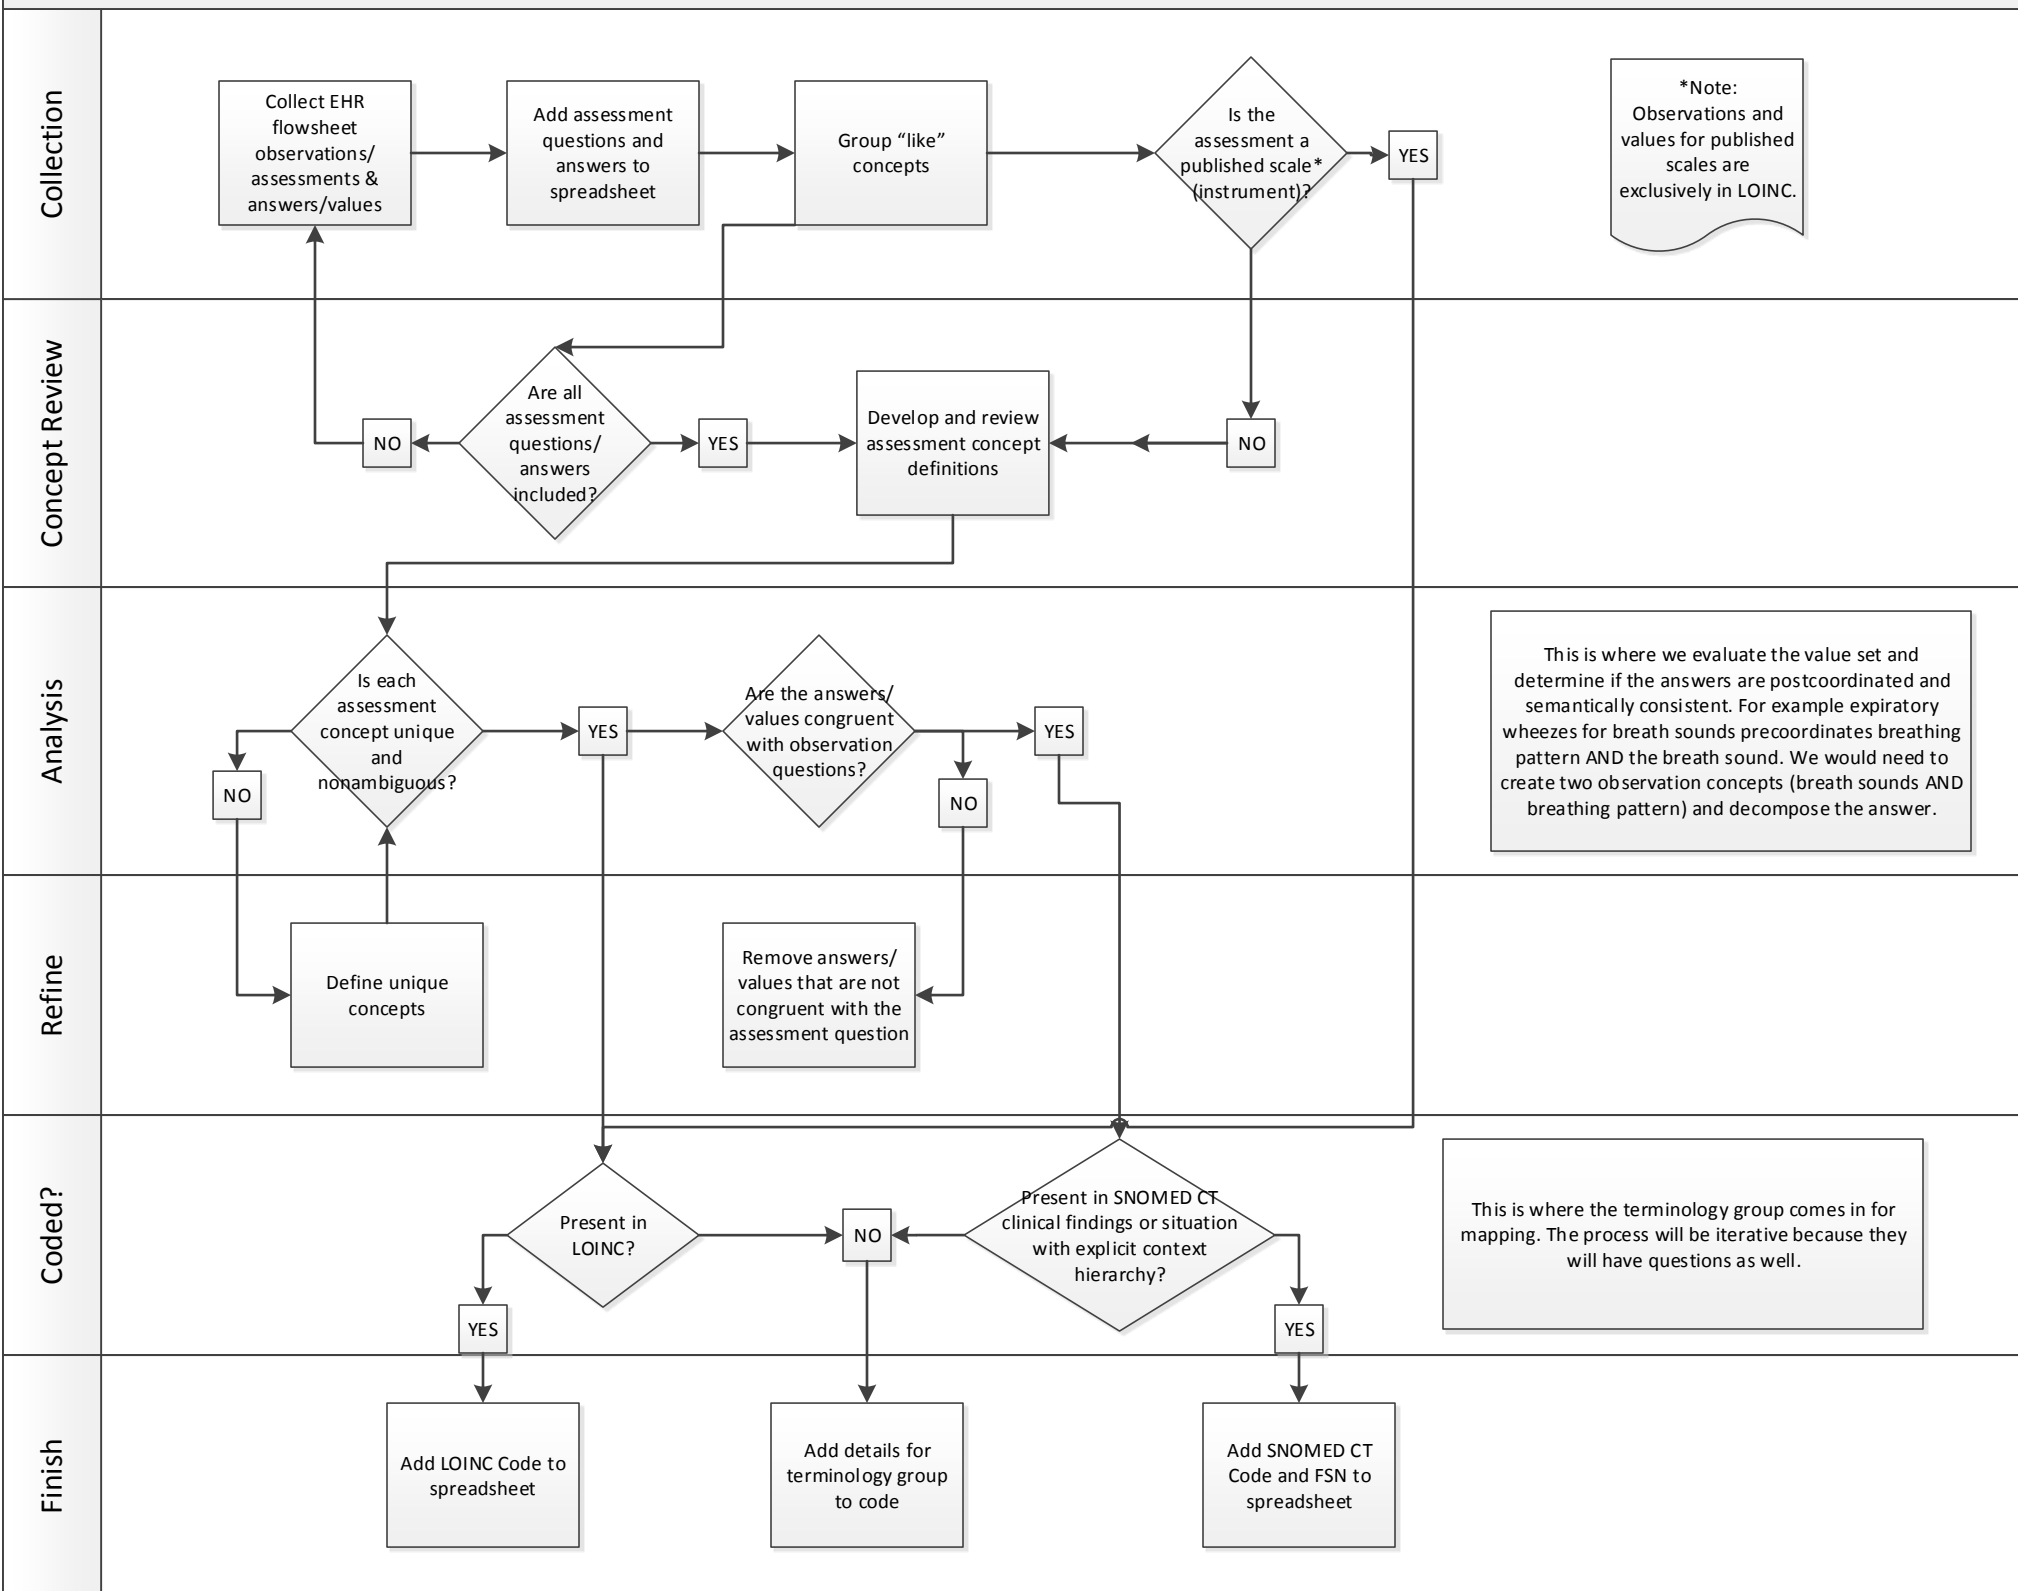 Collection
Collect EHR
flowsheet
observations/
assessments &
answers/values
Add assessment
questions and
answers to
spreadsheet
Group “like”
concepts
Is the
assessment a
published scale*
(instrument)?
YES
*Note:
Observations and
values for published
scales are
exclusively in LOINC.
Concept Review
NO
Are all
assessment
questions/
answers
included?
YES
Develop and review
assessment concept
definitions
NO
Analysis
Is each
assessment
concept unique
and
nonambiguous?
NO
YES
Are the answers/
values congruent
with observation
questions?
NO
YES
This is where we evaluate the value set and
determine if the answers are postcoordinated and
semantically consistent. For example expiratory
wheezes for breath sounds precoordinates breathing
pattern AND the breath sound. We would need to
create two observation concepts (breath sounds AND
breathing pattern) and decompose the answer.
Refine
Define unique
concepts
Remove answers/
values that are not
congruent with the
assessment question
Coded?
Present in
LOINC?
YES
NO
Present in SNOMED CT
clinical findings or situation
with explicit context
hierarchy?
YES
This is where the terminology group comes in for
mapping. The process will be iterative because they
will have questions as well.
Finish
Add LOINC Code to
spreadsheet
Add details for
terminology group
to code
Add SNOMED CT
Code and FSN to
spreadsheet